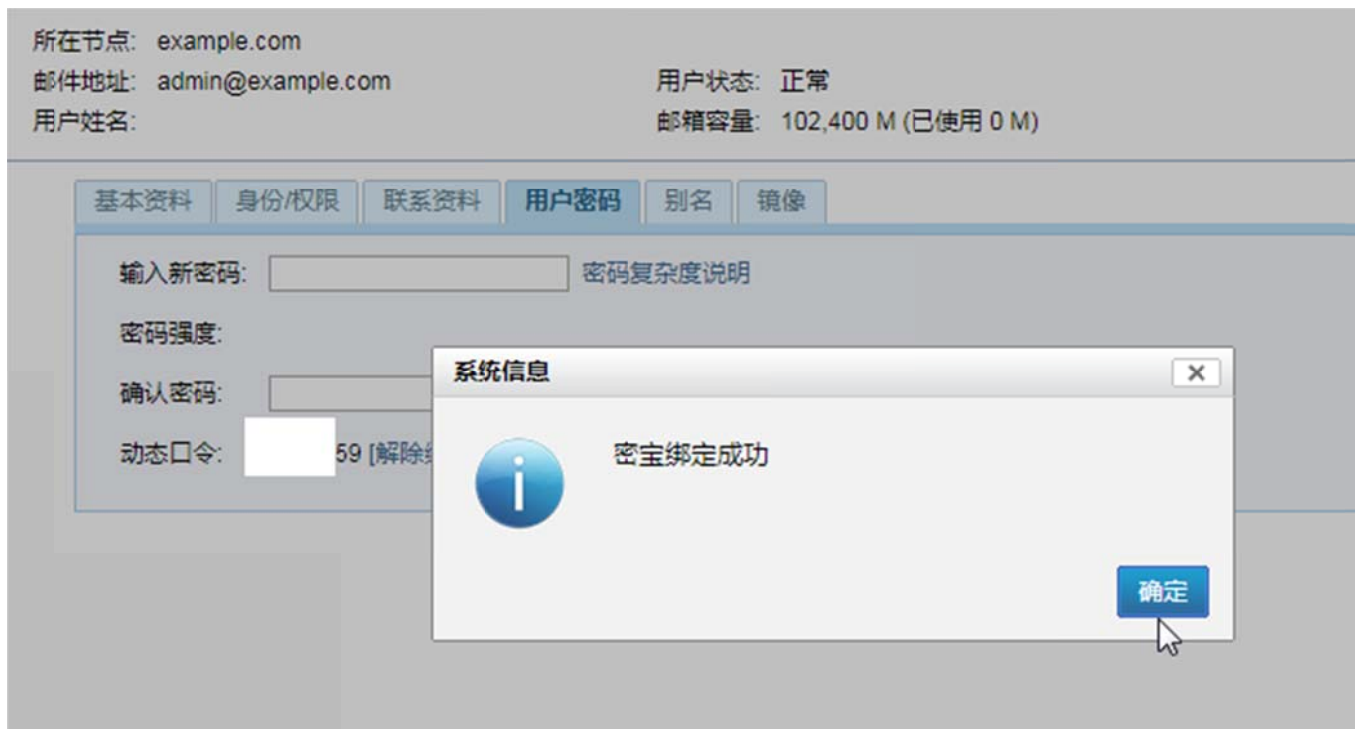 所在节点: example.com
邮件地址: admin@example.com 用户状态: 正常
用户姓名: 邮箱容量: 102,400 M (已使用 0 M)
基本资料 身份/权限 联系资料 用户密码 别名 镜像
输入新密码: 密码复杂度说明
密码强度:
系统信息
确认密码:
动态口令: 59 [解除
密宝绑定成功
确定